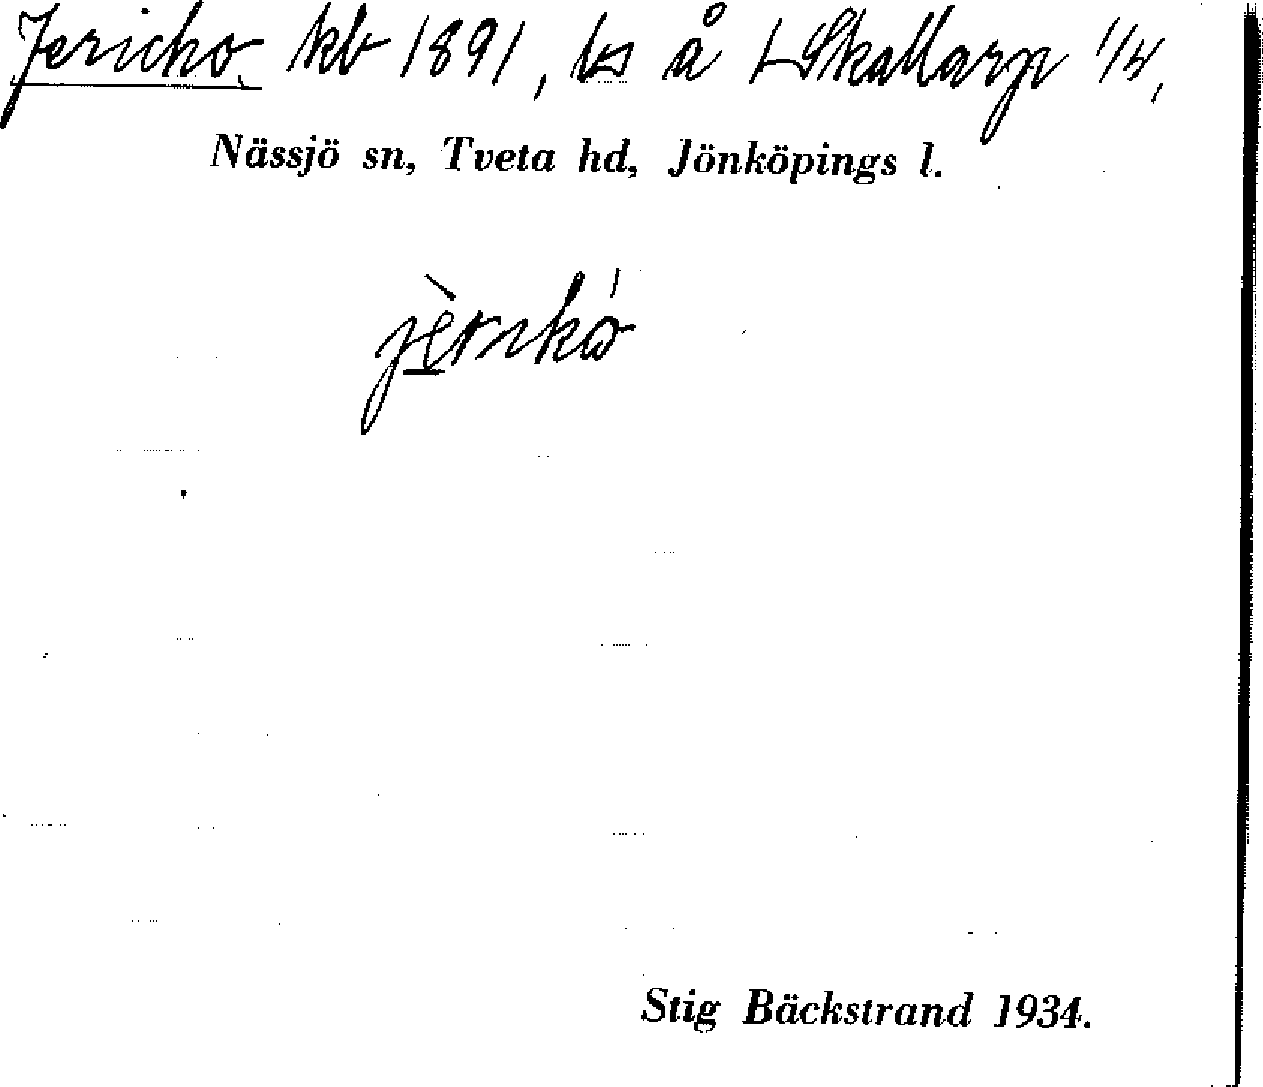 Jericho kb 1891, ls å Skallarp 1/4,
Nässjö sn, Tveta hd, Jönköpings l.
jèrikó
Stig Bäckstrand 1934.